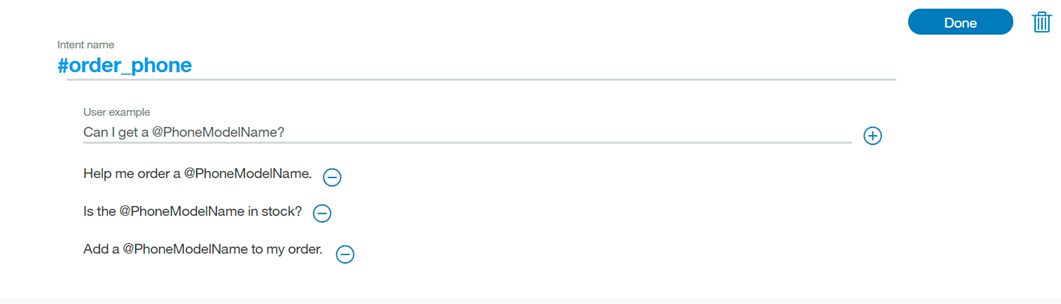 Done
Intent name
#order_phone
User example
Can I get a @PhoneModelName?
Help me order a @PhoneModelName.
Is the @PhoneModelName in stock?
Add a @PhoneModelName to my order.